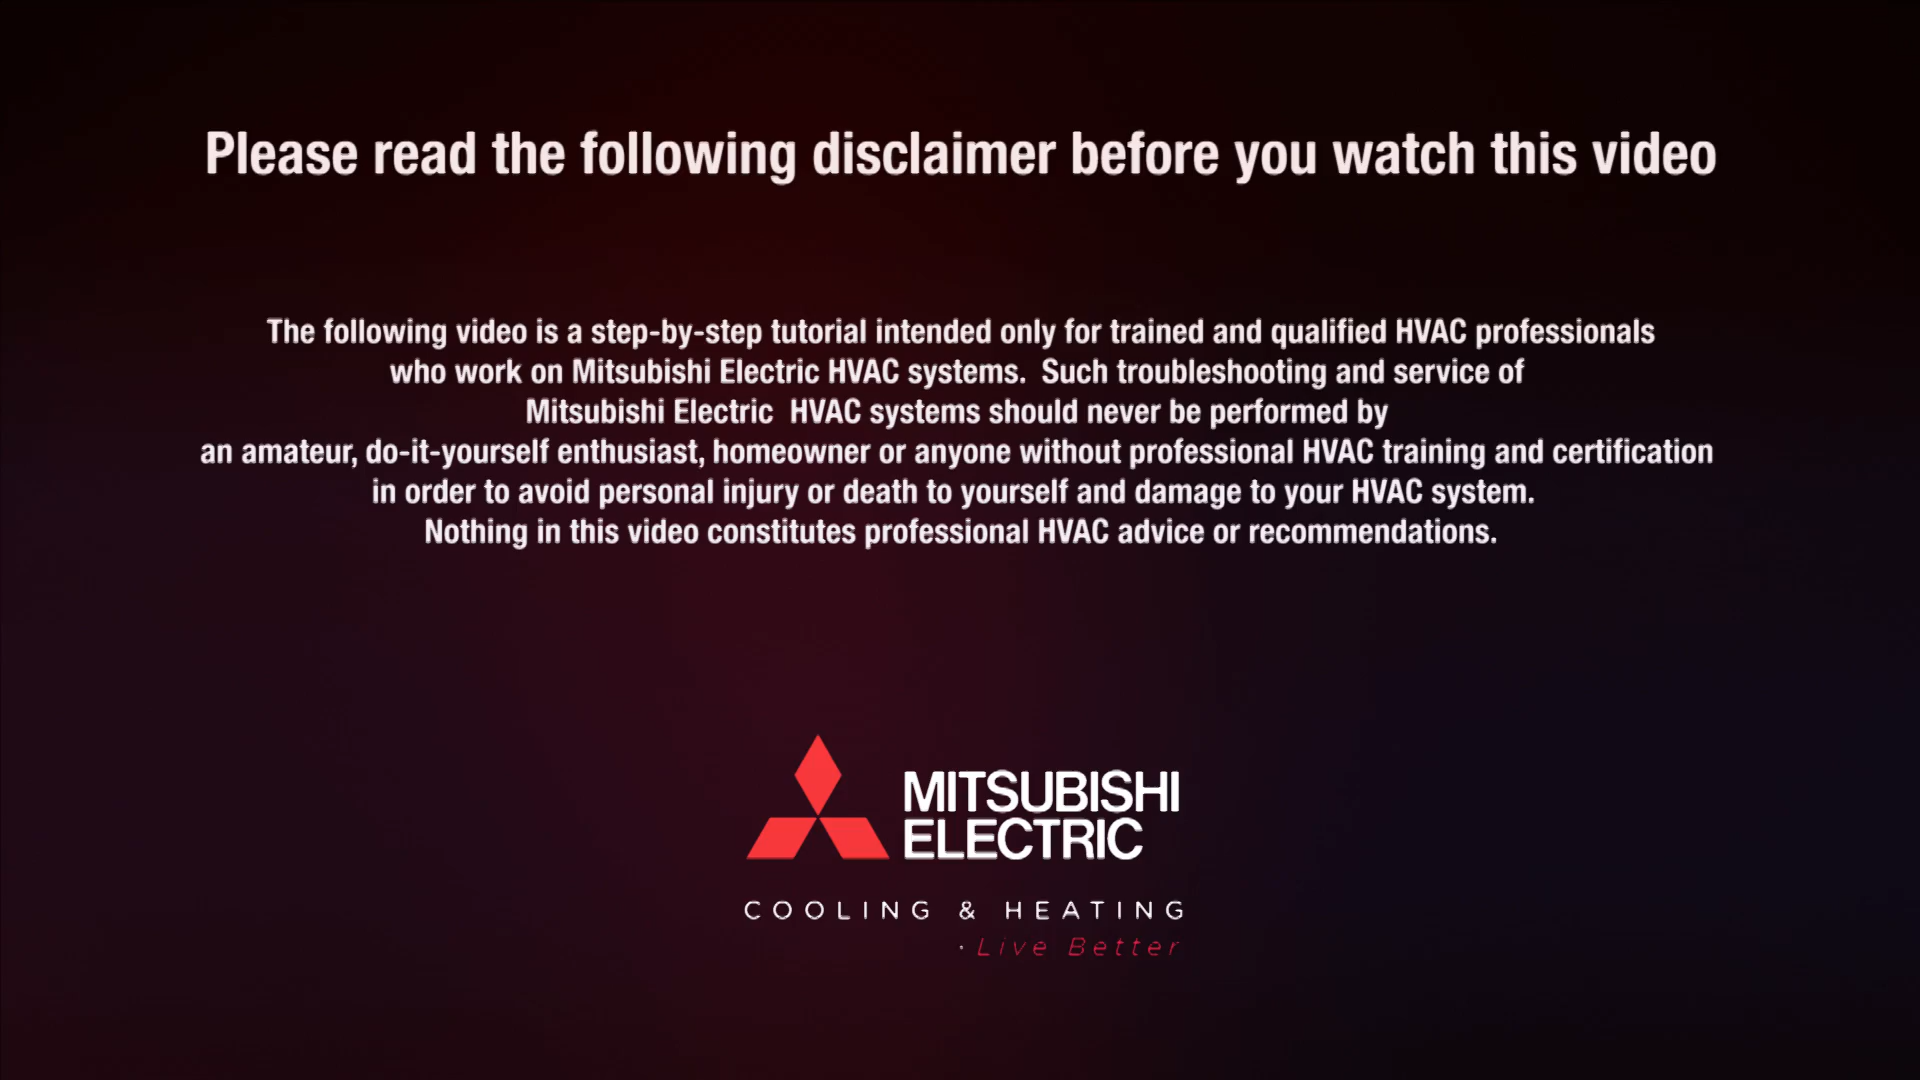 Please read the following disclaimer before you watch this video
The following video is a step-by-step tutorial intended only for trained and qualified HVAC professionals
who work on Mitsubishi Electric HVAC systems.  Such troubleshooting and service of
Mitsubishi Electric  HVAC systems should never be performed by
an amateur, do-it-yourself enthusiast, homeowner or anyone without professional HVAC training and certification
in order to avoid personal injury or death to yourself and damage to your HVAC system.
Nothing in this video constitutes professional HVAC advice or recommendations.
MITSUBISHI
ELECTRIC
COOLING & HEATING
· Live Better